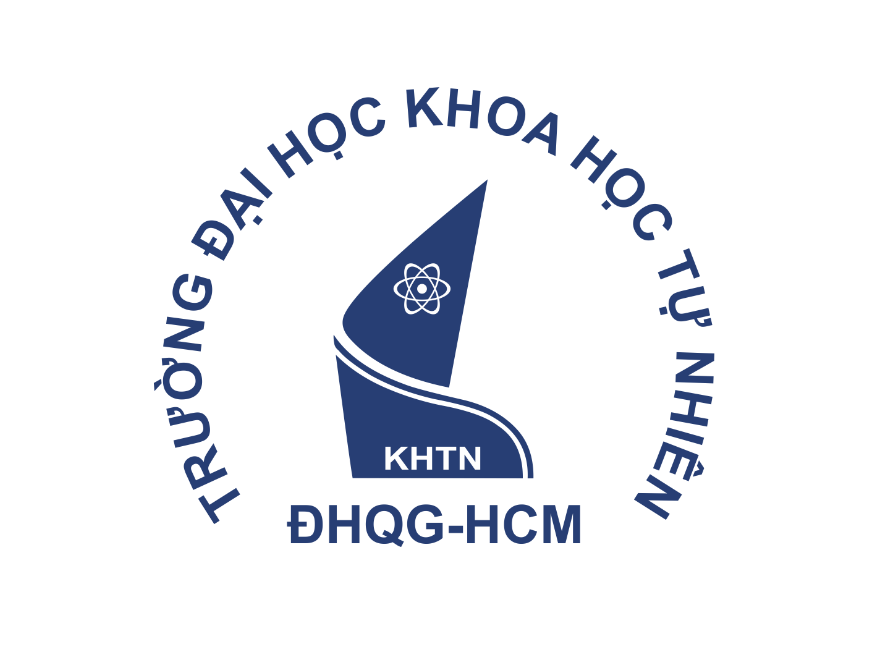 TRƯỜNG ĐẠI HỌC KHOA HỌC TỰ NHIÊN
KHTN
ĐHQG-HCM